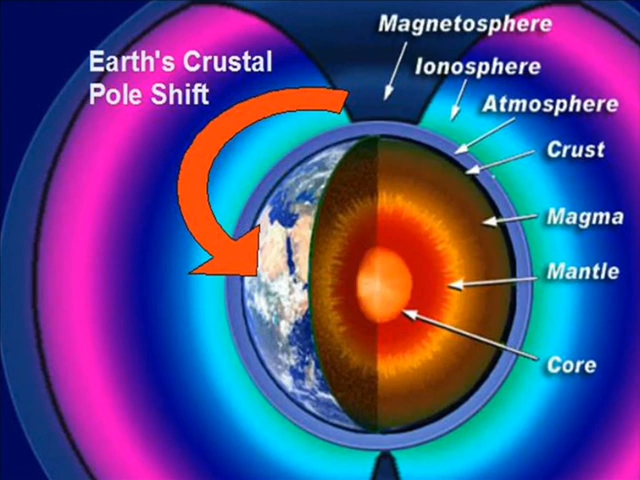 Magnetosphere
Earth's Crustal
Pole Shift
Ionosphere
Atmosphere
Crust
Magma
Mantle
Core